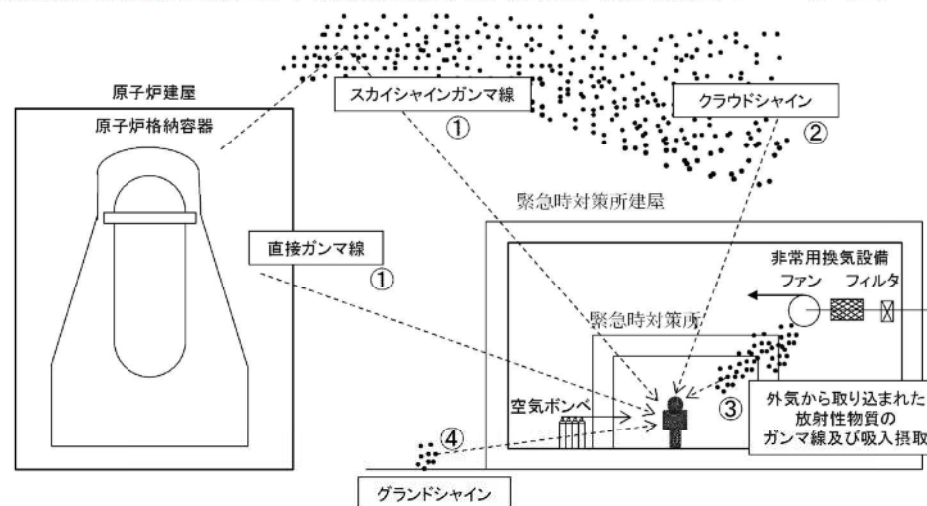 原子炉建屋
原子炉格納容器
スカイシャインガンマ線
①
クラウドシャイン
②
緊急時対策所建屋
直接ガンマ線
①
非常用換気設備
ファン
フィルタ
緊急時対策所
空気ボンベ
③
外気から取り込まれた
放射性物質の
ガンマ線及び吸入摂取
④
グランドシャイン